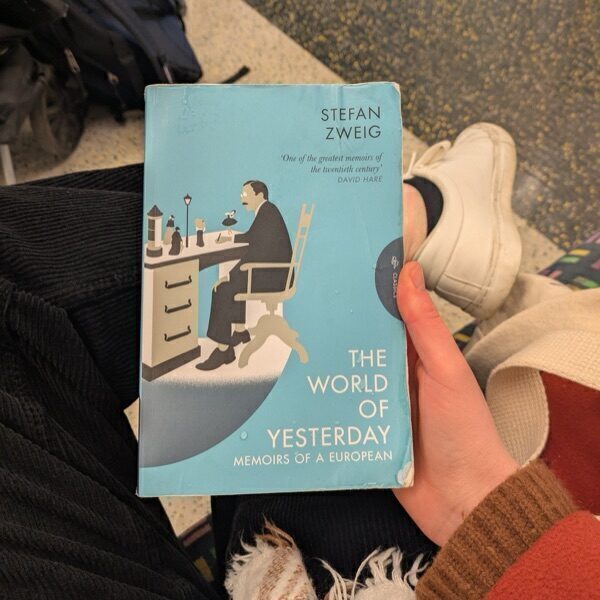 STEFAN
ZWEIG
'One of the greatest memoirs of
the twentieth century'
DAVID HARE
CLASSICS
THE
WORLD
OF
YESTERDAY
MEMOIRS OF A EUROPEAN